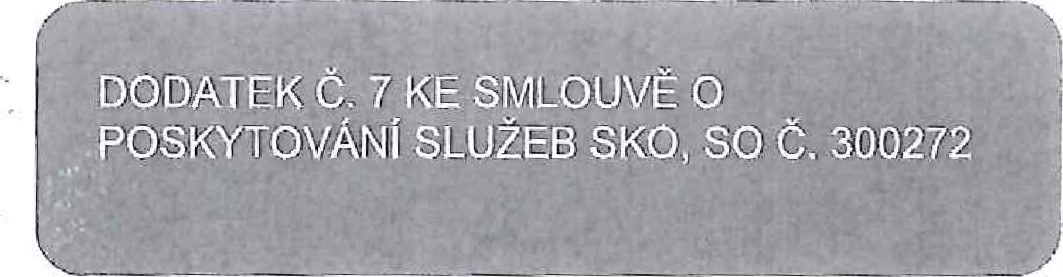 DODATEK Č. 7 KE SMLOUVĚ O
POSKYTOVÁNÍ SLUŽEB SKO, SO Č. 300272